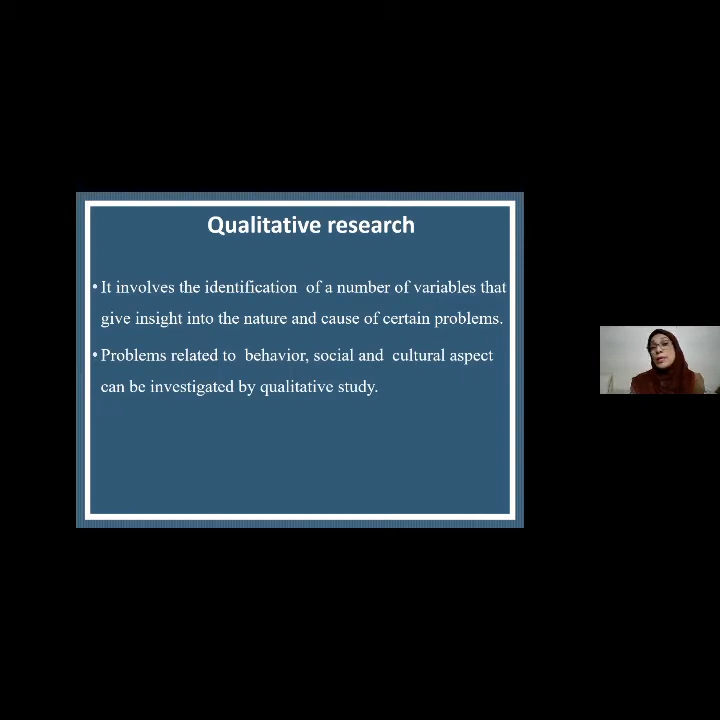 Qualitative research
• It involves the identification of a number of variables that
give insight into the nature and cause of certain problems.
• Problems related to behavior, social and cultural aspect
can be investigated by qualitative study.